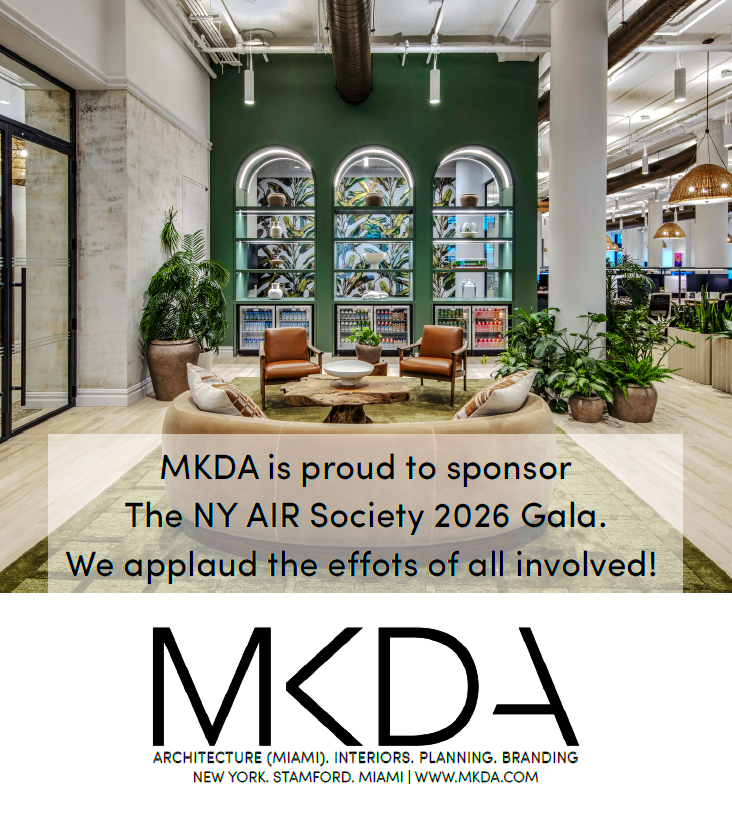 MKDA is proud to sponsor
The NY AIR Society 2026 Gala.
We applaud the effots of all involved!
MKDA
ARCHITECTURE (MIAMI). INTERIORS. PLANNING. BRANDING
NEW YORK. STAMFORD. MIAMI | WWW.MKDA.COM